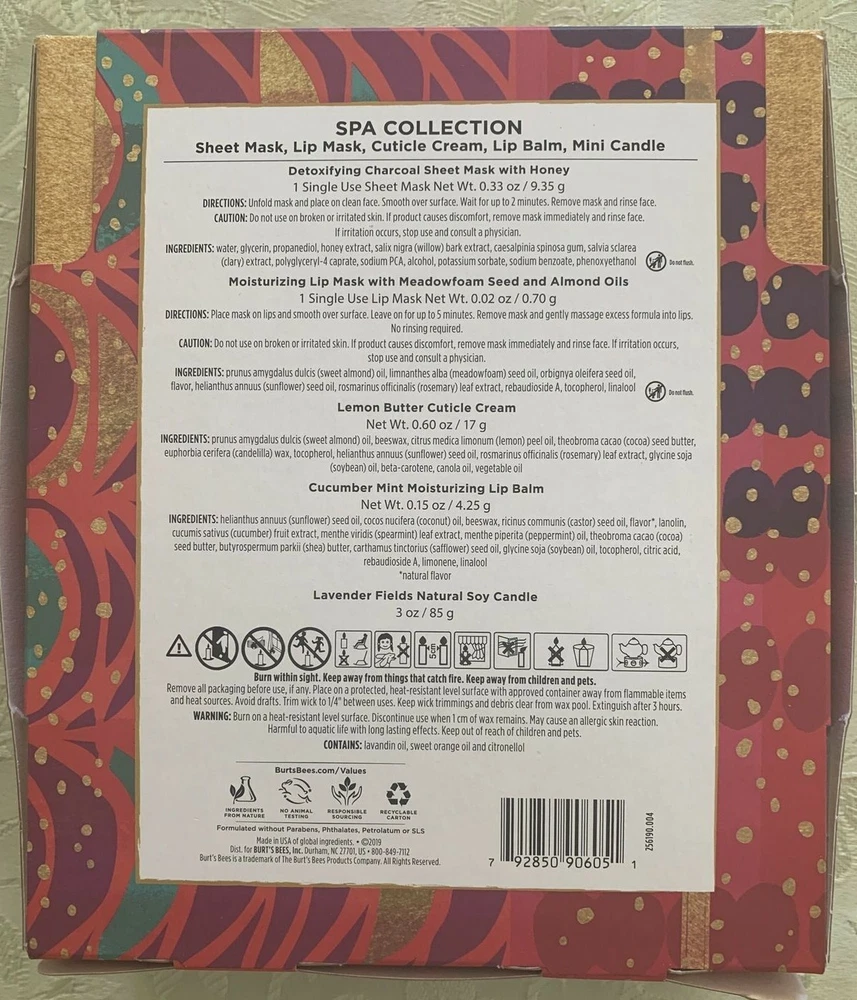 SPA COLLECTION
Sheet Mask, Lip Mask, Cuticle Cream, Lip Balm, Mini Candle
Detoxifying Charcoal Sheet Mask with Honey
1 Single Use Sheet Mask Net Wt. 0.33 oz / 9.35 g
DIRECTIONS: Unfold mask and place on clean face. Smooth over surface. Wait for up to 2 minutes. Remove mask and rinse face.
CAUTION: Do not use on broken or irritated skin. If product causes discomfort, remove mask immediately and rinse face.
If irritation occurs, stop use and consult a physician.
INGREDIENTS: water, glycerin, propanediol, honey extract, salix nigra (willow) bark extract, caesalpinia spinosa gum, salvia sclarea
(clary) extract, polyglyceryl-4 caprate, sodium PCA, alcohol, potassium sorbate, sodium benzoate, phenoxyethanol
Do not flush.
Moisturizing Lip Mask with Meadowfoam Seed and Almond Oils
1 Single Use Lip Mask Net Wt. 0.02 oz / 0.70 g
DIRECTIONS: Place mask on lips and smooth over surface. Leave on for up to 5 minutes. Remove mask and gently massage excess formula into lips.
No rinsing required.
CAUTION: Do not use on broken or irritated skin. If product causes discomfort, remove mask immediately and rinse face. If irritation occurs,
stop use and consult a physician.
INGREDIENTS: prunus amygdalus dulcis (sweet almond) oil, limnanthes alba (meadowfoam) seed oil, orbignya oleifera seed oil,
flavor, helianthus annuus (sunflower) seed oil, rosmarinus officinalis (rosemary) leaf extract, rebaudioside A, tocopherol, linalool
Do not flush.
Lemon Butter Cuticle Cream
Net Wt. 0.60 oz / 17 g
INGREDIENTS: prunus amygdalus dulcis (sweet almond) oil, beeswax, citrus medica limonum (lemon) peel oil, theobroma cacao (cocoa) seed butter,
euphorbia cerifera (candelilla) wax, tocopherol, helianthus annuus (sunflower) seed oil, rosmarinus officinalis (rosemary) leaf extract, glycine soja
(soybean) oil, beta-carotene, canola oil, vegetable oil
Cucumber Mint Moisturizing Lip Balm
Net Wt. 0.15 oz / 4.25 g
INGREDIENTS: helianthus annuus (sunflower) seed oil, cocos nucifera (coconut) oil, beeswax, ricinus communis (castor) seed oil, flavor*, lanolin,
cucumis sativus (cucumber) fruit extract, menthe viridis (spearmint) leaf extract, menthe piperita (peppermint) oil, theobroma cacao (cocoa)
seed butter, butyrospermum parkii (shea) butter, carthamus tinctorius (safflower) seed oil, glycine soja (soybean) oil, tocopherol, citric acid,
rebaudioside A, limonene, linalool
*natural flavor
Lavender Fields Natural Soy Candle
3 oz / 85 g
5cm
Burn within sight. Keep away from things that catch fire. Keep away from children and pets.
Remove all packaging before use, if any. Place on a protected, heat-resistant level surface with approved container away from flammable items
and heat sources. Avoid drafts. Trim wick to 1/4" between uses. Keep wick trimmings and debris clear from wax pool. Extinguish after 3 hours.
WARNING: Burn on a heat-resistant level surface. Discontinue use when 1 cm of wax remains. May cause an allergic skin reaction.
Harmful to aquatic life with long lasting effects. Keep out of reach of children and pets.
CONTAINS: lavandin oil, sweet orange oil and citronellol
BurtsBees.com/Values
INGREDIENTS
FROM NATURE
NO ANIMAL
TESTING
RESPONSIBLE
SOURCING
RECYCLABLE
CARTON
Formulated without Parabens, Phthalates, Petrolatum or SLS
Made in USA of global ingredients. • ©2019
Dist. for BURT'S BEES, Inc. Durham, NC 27701, US • 800-849-7112
Burt's Bees is a trademark of The Burt's Bees Products Company. All Rights Reserved.
7 92850 90605 1
256190.004